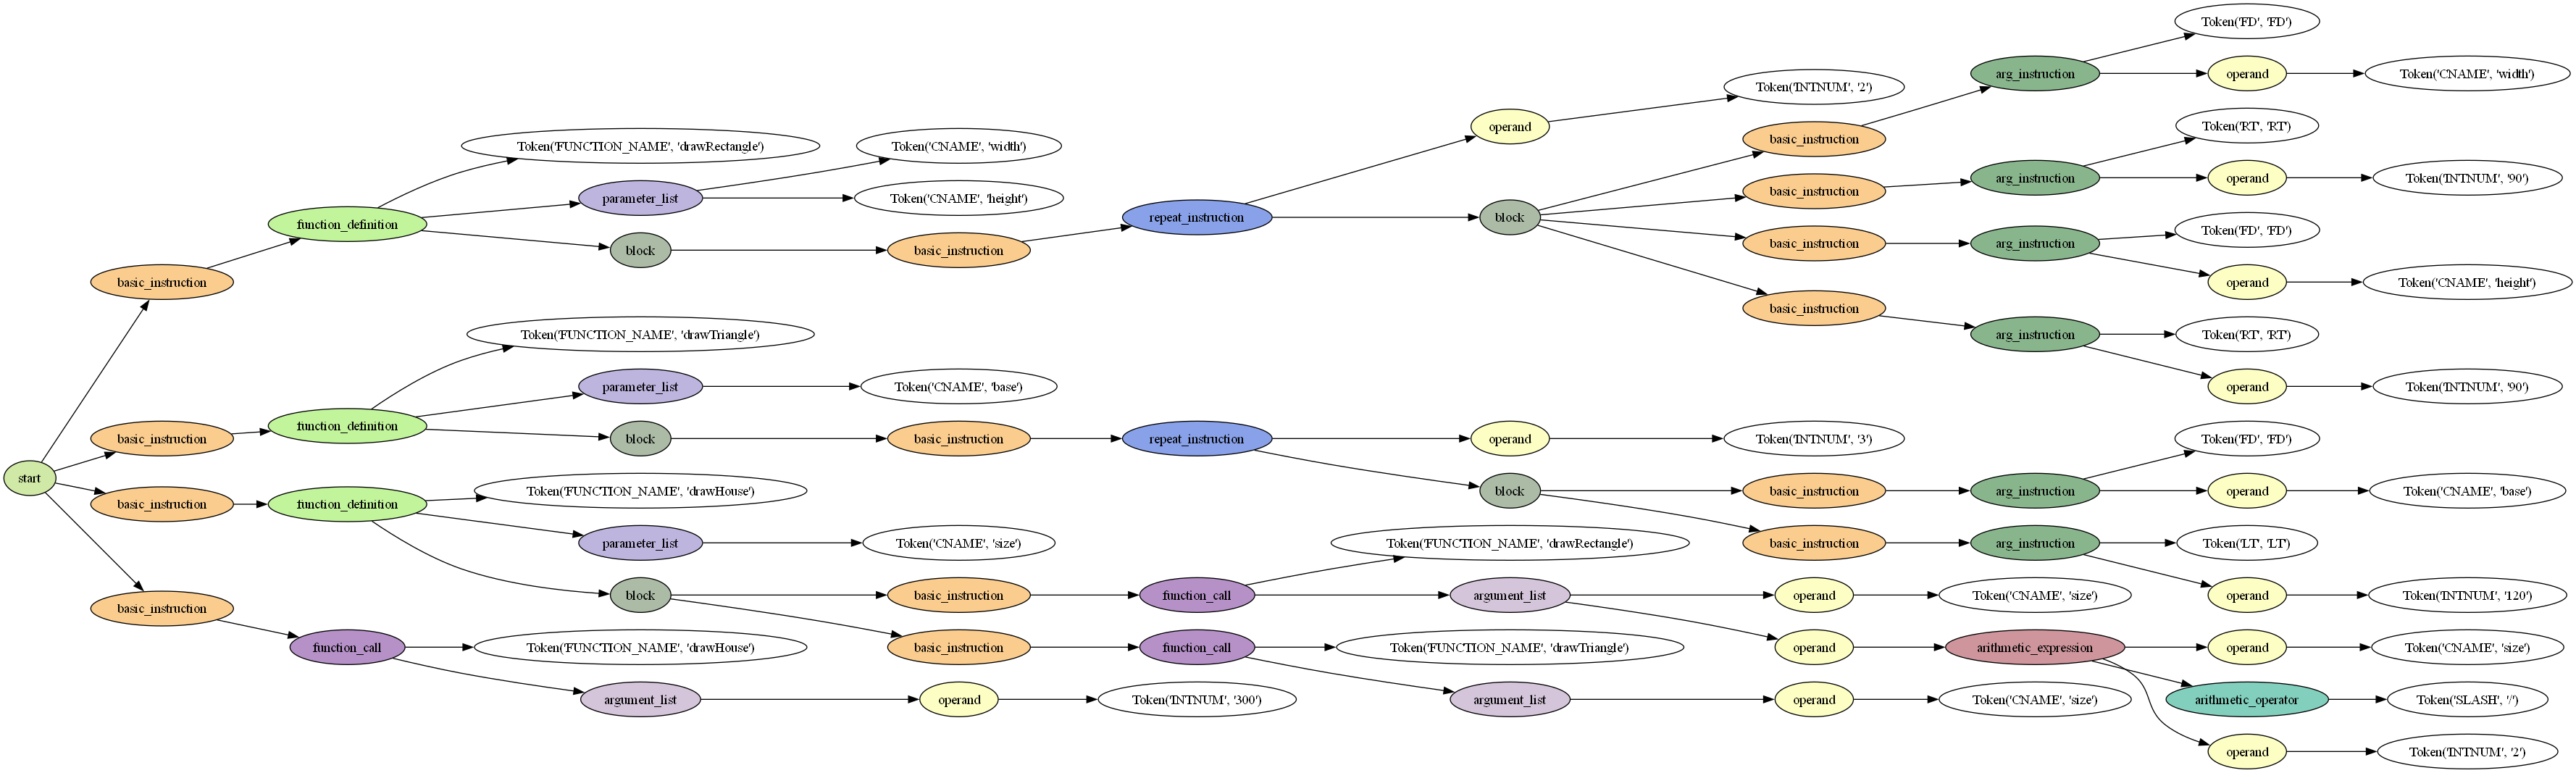 start
basic_instruction
function_definition
Token('FUNCTION_NAME', 'drawRectangle')
parameter_list
Token('CNAME', 'width')
Token('CNAME', 'height')
block
basic_instruction
repeat_instruction
operand
Token('INTNUM', '2')
block
basic_instruction
arg_instruction
Token('FD', 'FD')
operand
Token('CNAME', 'width')
basic_instruction
arg_instruction
Token('RT', 'RT')
operand
Token('INTNUM', '90')
basic_instruction
arg_instruction
Token('FD', 'FD')
operand
Token('CNAME', 'height')
basic_instruction
arg_instruction
Token('RT', 'RT')
operand
Token('INTNUM', '90')
basic_instruction
function_definition
Token('FUNCTION_NAME', 'drawTriangle')
parameter_list
Token('CNAME', 'base')
block
basic_instruction
repeat_instruction
operand
Token('INTNUM', '3')
block
basic_instruction
arg_instruction
Token('FD', 'FD')
operand
Token('CNAME', 'base')
basic_instruction
arg_instruction
Token('LT', 'LT')
operand
Token('INTNUM', '120')
basic_instruction
function_definition
Token('FUNCTION_NAME', 'drawHouse')
parameter_list
Token('CNAME', 'size')
block
basic_instruction
function_call
Token('FUNCTION_NAME', 'drawRectangle')
argument_list
operand
Token('CNAME', 'size')
operand
arithmetic_expression
operand
Token('CNAME', 'size')
arithmetic_operator
Token('SLASH', '/')
operand
Token('INTNUM', '2')
basic_instruction
function_call
Token('FUNCTION_NAME', 'drawTriangle')
argument_list
operand
Token('CNAME', 'size')
basic_instruction
function_call
Token('FUNCTION_NAME', 'drawHouse')
argument_list
operand
Token('INTNUM', '300')